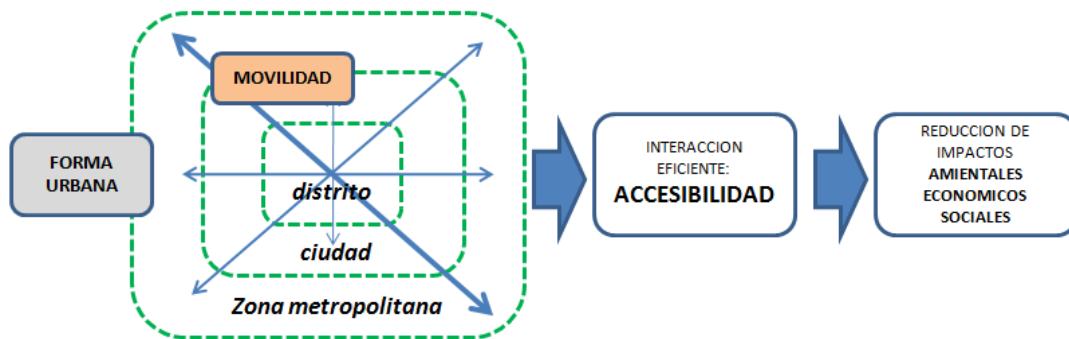 FORMA
URBANA
MOVILIDAD
distrito
ciudad
Zona metropolitana
INTERACCION
EFICIENTE:
ACCESIBILIDAD
REDUCCION DE
IMPACTOS
AMIENTALES
ECONOMICOS
SOCIALES